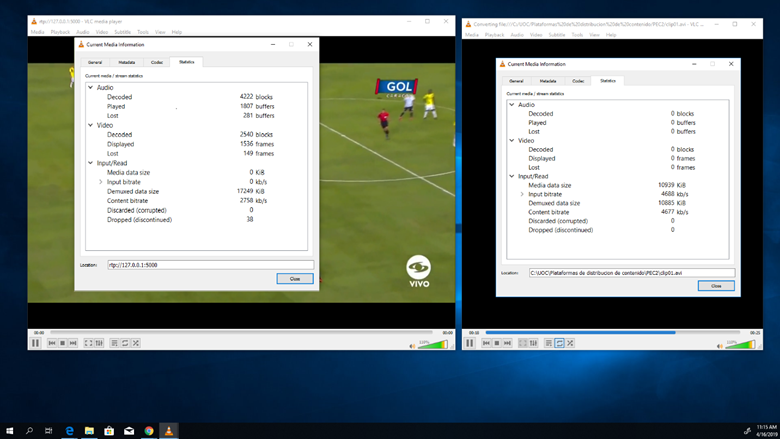 rtp://127.0.0.1:5000 - VLC media player
Media Playback Audio Video Subtitle Tools View Help
Current Media Information
General Metadata Codec Statistics
Current media / stream statistics
Audio
Decoded 4222 blocks
Played 1807 buffers
Lost 281 buffers
Video
Decoded 2540 blocks
Displayed 1536 frames
Lost 149 frames
Input/Read
Media data size 0 KiB
Input bitrate 0 kb/s
Demuxed data size 17249 KiB
Content bitrate 2758 kb/s
Discarded (corrupted) 0
Dropped (discontinued) 38
Location: rtp://127.0.0.1:5000
Close
GOL
VIVO
00:00 00:00
110%
Converting file:///C:/UOC/Plataformas%20de%20distribucion%20de%20contenido/PEC2/clip01.avi - VLC ...
Media Playback Audio Video Subtitle Tools View Help
Current Media Information
General Metadata Codec Statistics
Current media / stream statistics
Audio
Decoded 0 blocks
Played 0 buffers
Lost 0 buffers
Video
Decoded 0 blocks
Displayed 0 frames
Lost 0 frames
Input/Read
Media data size 10939 KiB
Input bitrate 4688 kb/s
Demuxed data size 10885 KiB
Content bitrate 4677 kb/s
Discarded (corrupted) 0
Dropped (discontinued) 0
Location: C:\UOC\Plataformas de distribucion de contenido\PEC2\clip01.avi
Close
11:15 AM
4/16/2019